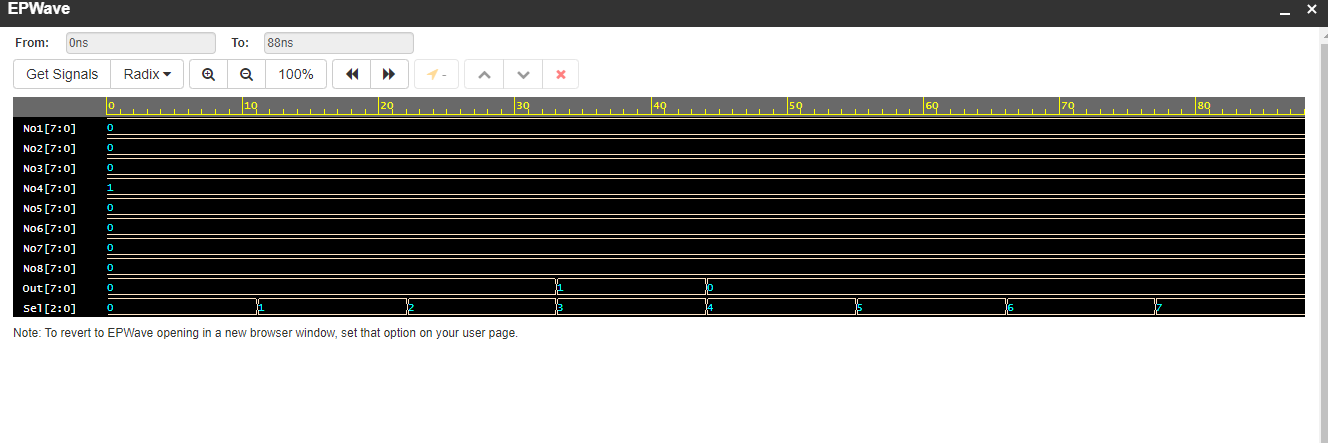 EPWave
From: 0ns To: 88ns
Get Signals Radix 100% -
0 10 20 30 40 50 60 70 80
No1[7:0] 0
No2[7:0] 0
No3[7:0] 0
No4[7:0] 1
No5[7:0] 0
No6[7:0] 0
No7[7:0] 0
No8[7:0] 0
Out[7:0] 0 1 0
Sel[2:0] 0 1 2 3 4 5 6 7
Note: To revert to EPWave opening in a new browser window, set that option on your user page.